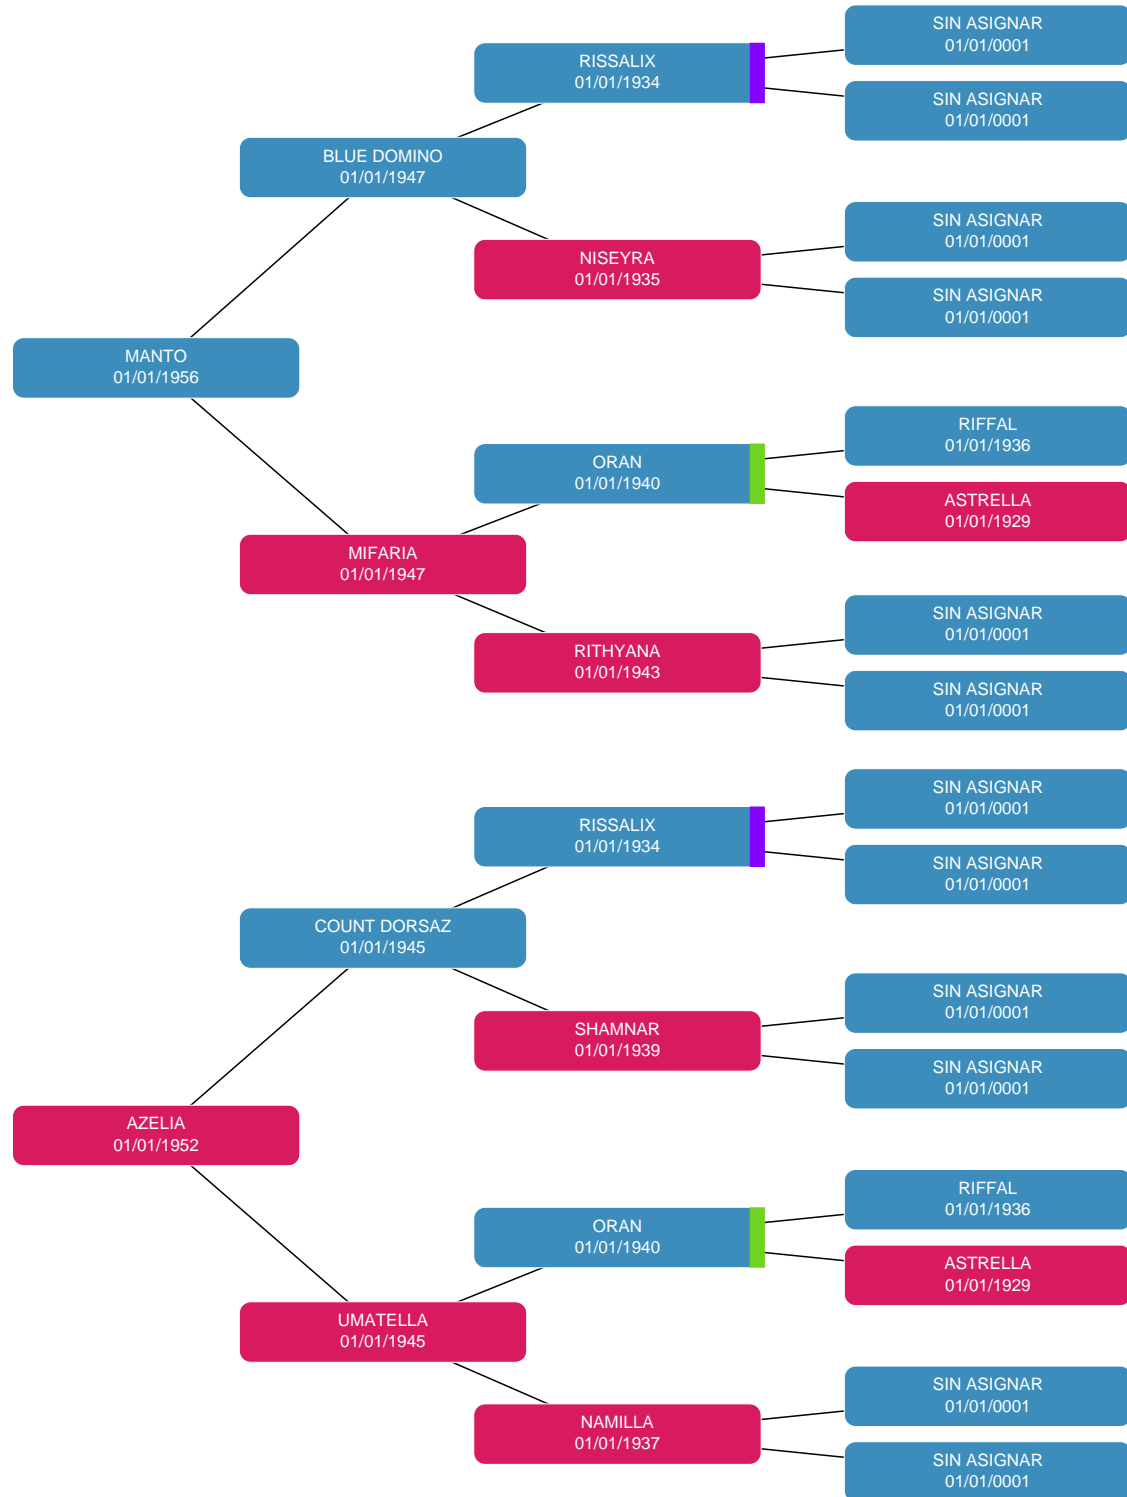 SIN ASIGNAR
01/01/0001
RISSALIX
01/01/1934
SIN ASIGNAR
01/01/0001
BLUE DOMINO
01/01/1947
SIN ASIGNAR
01/01/0001
NISEYRA
01/01/1935
SIN ASIGNAR
01/01/0001
MANTO
01/01/1956
RIFFAL
01/01/1936
ORAN
01/01/1940
ASTRELLA
01/01/1929
MIFARIA
01/01/1947
SIN ASIGNAR
01/01/0001
RITHYANA
01/01/1943
SIN ASIGNAR
01/01/0001
SIN ASIGNAR
01/01/0001
RISSALIX
01/01/1934
SIN ASIGNAR
01/01/0001
COUNT DORSAZ
01/01/1945
SIN ASIGNAR
01/01/0001
SHAMNAR
01/01/1939
SIN ASIGNAR
01/01/0001
AZELIA
01/01/1952
RIFFAL
01/01/1936
ORAN
01/01/1940
ASTRELLA
01/01/1929
UMATELLA
01/01/1945
SIN ASIGNAR
01/01/0001
NAMILLA
01/01/1937
SIN ASIGNAR
01/01/0001